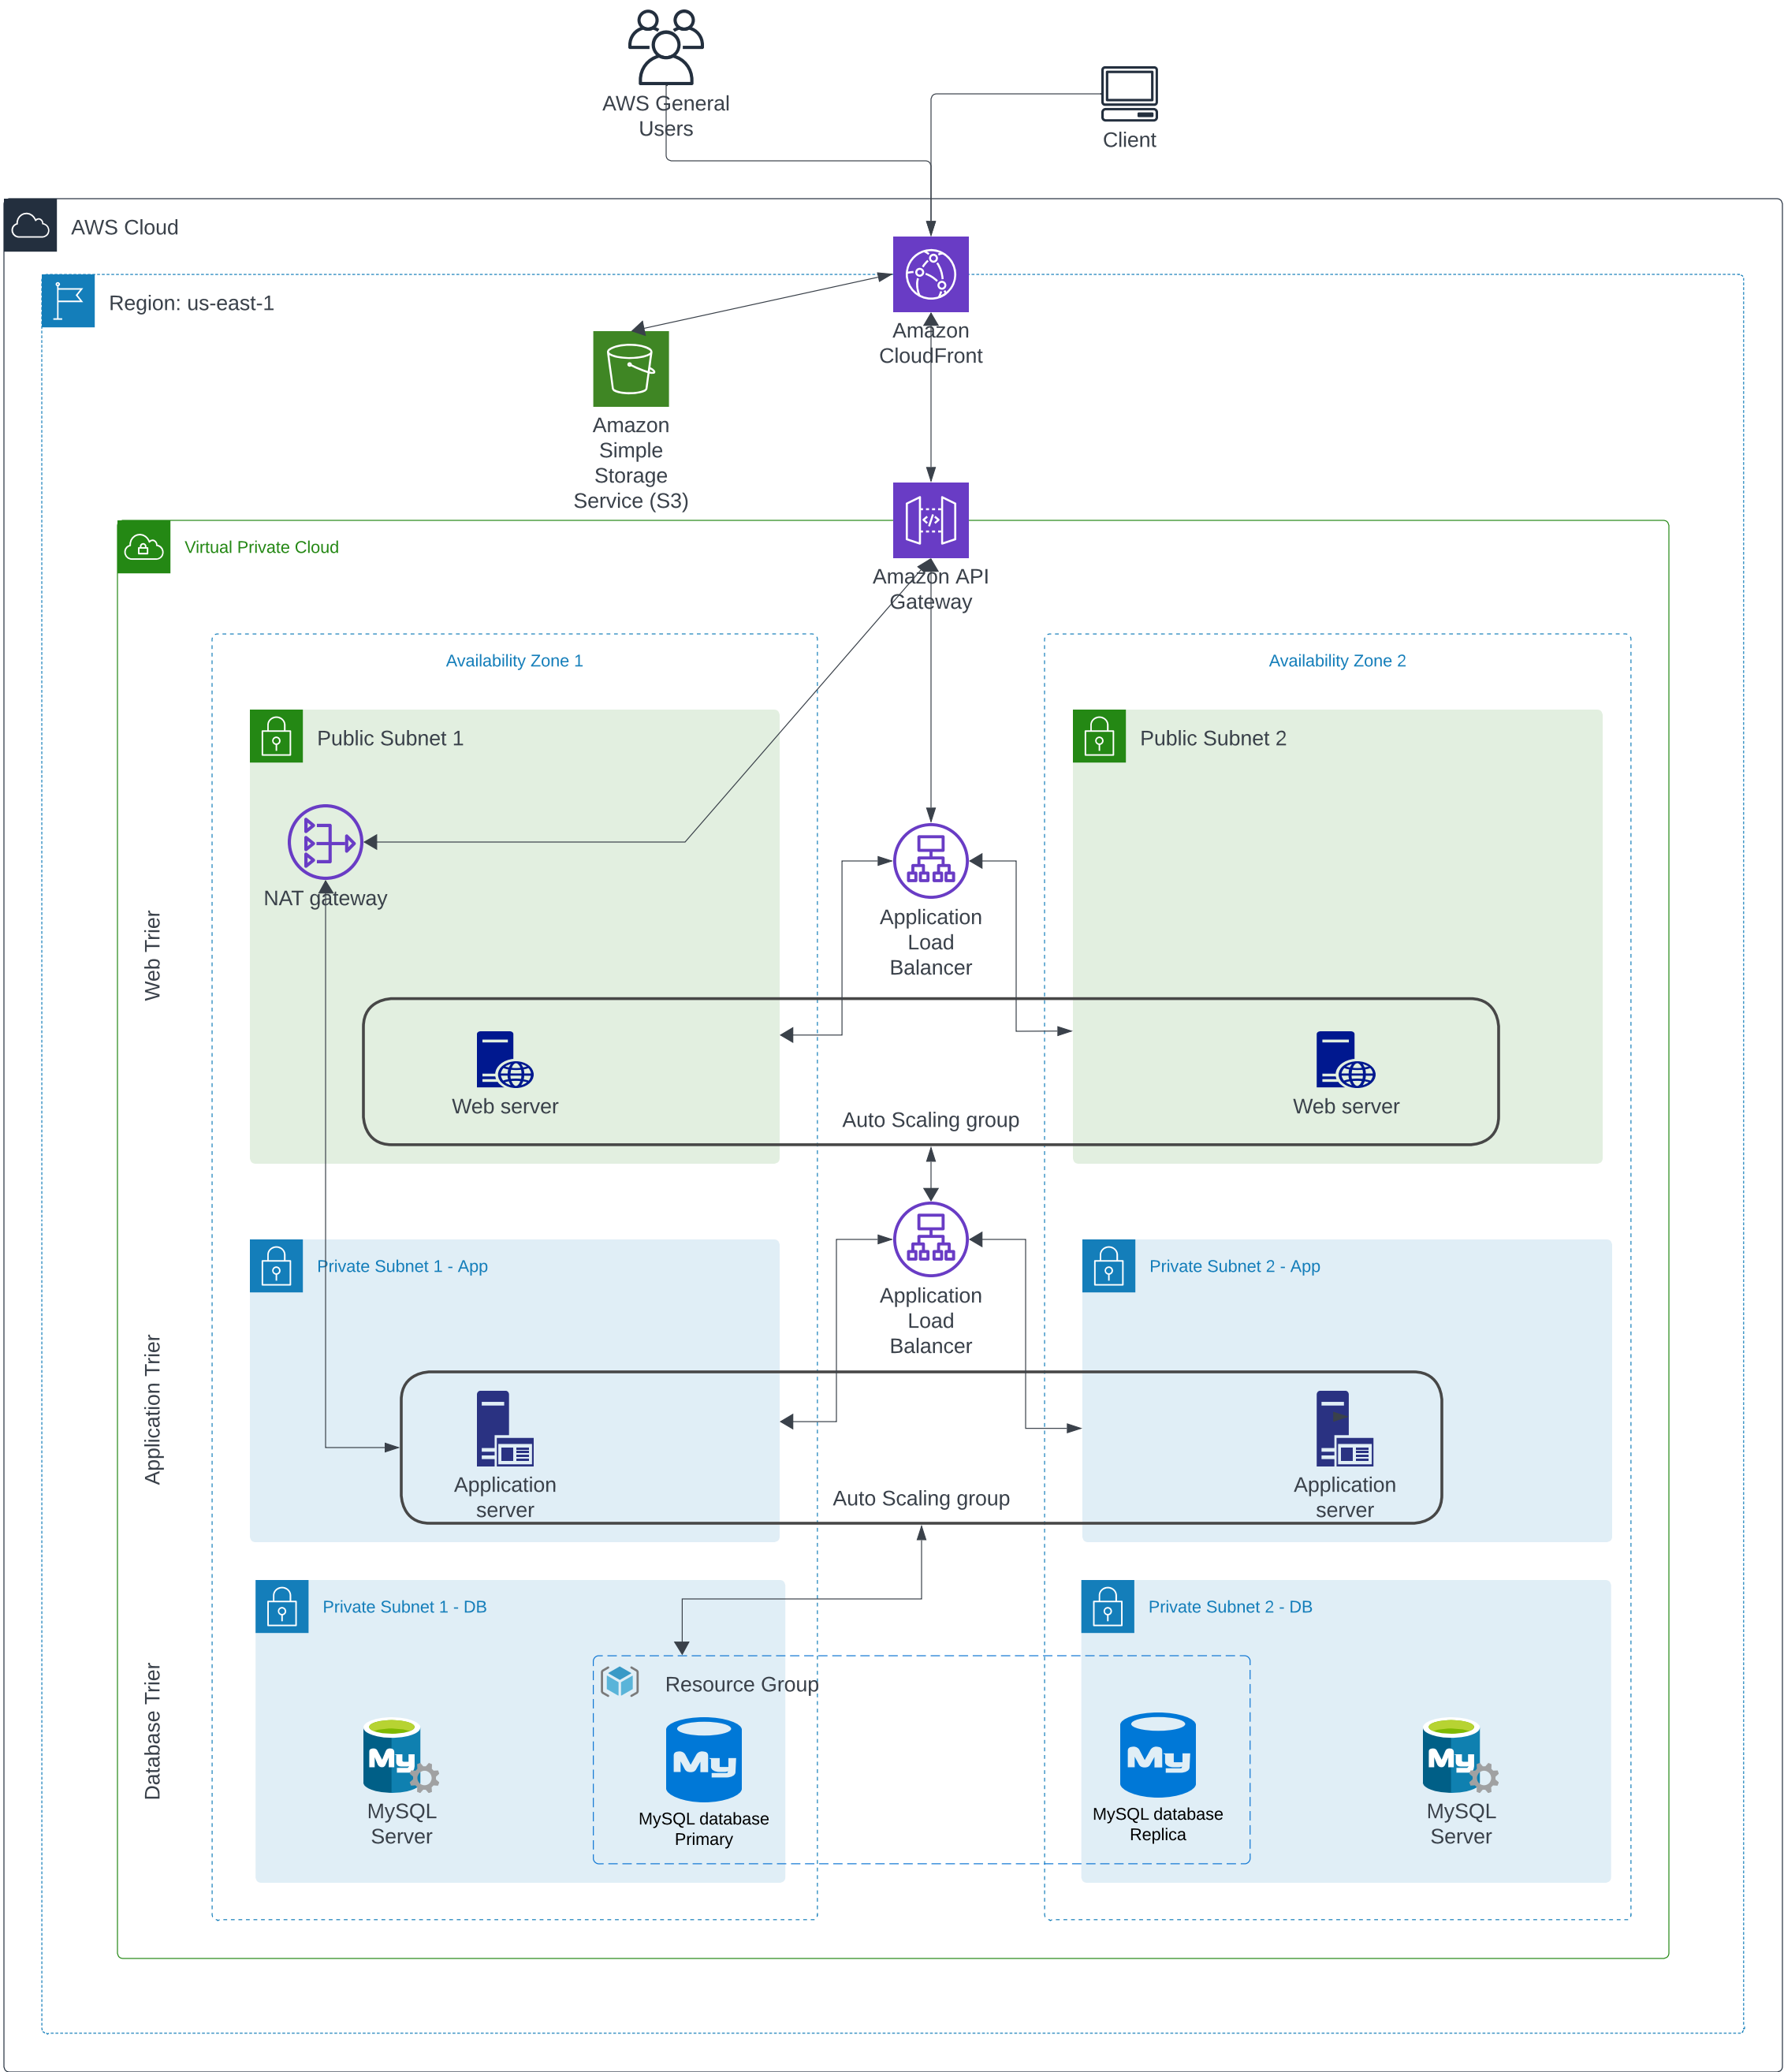 AWS General
Users
Client
AWS Cloud
Region: us-east-1
Amazon
CloudFront
Amazon
Simple
Storage
Service (S3)
Virtual Private Cloud
Amazon API
Gateway
Availability Zone 1
Availability Zone 2
Public Subnet 1
Public Subnet 2
NAT gateway
Application
Load
Balancer
Web Trier
Web server
Web server
Auto Scaling group
Private Subnet 1 - App
Private Subnet 2 - App
Application
Load
Balancer
Application Trier
Application
server
Application
server
Auto Scaling group
Private Subnet 1 - DB
Private Subnet 2 - DB
Resource Group
Database Trier
My
MySQL
Server
My
MySQL database
Primary
My
MySQL database
Replica
My
MySQL
Server